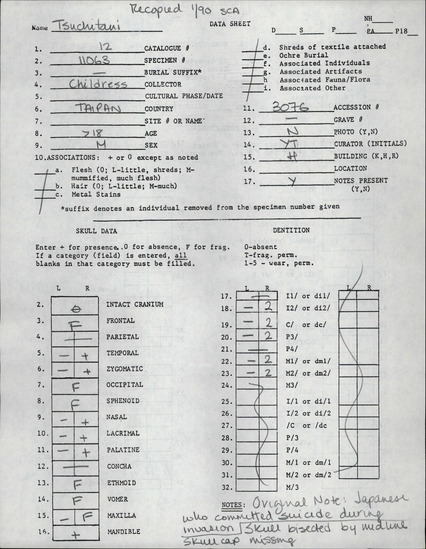 Recopied 1/90 SCA
Name Tsuchitani DATA SHEET
NH
D S P PA P18
1. 12 CATALOGUE #
2. 11063 SPECIMEN #
3. — BURIAL SUFFIX*
4. Childress COLLECTOR
5. CULTURAL PHASE/DATE
6. TAIPAN COUNTRY
7. SITE # OR NAME
8. >18 AGE
9. M SEX
10. ASSOCIATIONS: + or 0 except as noted
a. Flesh (0; L-little, shreds; M-mummified, much flesh)
b. Hair (0; L-little; M-much)
c. Metal Stains
d. Shreds of textile attached
e. Ochre Burial
f. Associated Individuals
g. Associated Artifacts
h. Associated Fauna/Flora
i. Associated Other
11. 3076 ACCESSION #
12. — GRAVE #
13. N PHOTO (Y,N)
14. YT CURATOR (INITIALS)
15. H BUILDING (K,H,R)
16. LOCATION
17. Y NOTES PRESENT (Y,N)
*suffix denotes an individual removed from the specimen number given
SKULL DATA
Enter + for presence, 0 for absence, F for frag.
If a category (field) is entered, all
blanks in that category must be filled.
L R
2. 0 INTACT CRANIUM
3. F FRONTAL
4. — PARIETAL
5. — + TEMPORAL
6. — + ZYGOMATIC
7. F OCCIPITAL
8. F SPHENOID
9. — + NASAL
10. — + LACRIMAL
11. — + PALATINE
12. — CONCHA
13. F ETHMOID
14. F VOMER
15. — F MAXILLA
16. + MANDIBLE
DENTITION
0-absent
T-frag. perm.
1-5 - wear, perm.
L R L R
17. — I1/ or di1/
18. — 2 I2/ or di2/
19. — 2 C/ or dc/
20. — 2 P3/
21. — P4/
22. — 2 M1/ or dm1/
23. — 2 M2/ or dm2/
24. M3/
25. I/1 or di/1
26. I/2 or di/2
27. /C or /dc
28. P/3
29. P/4
30. M/1 or dm/1
31. M/2 or dm/2
32. M/3
NOTES: Original Note: Japanese
who committed suicide during
invasion / Skull bisected by midline
Skullcap missing